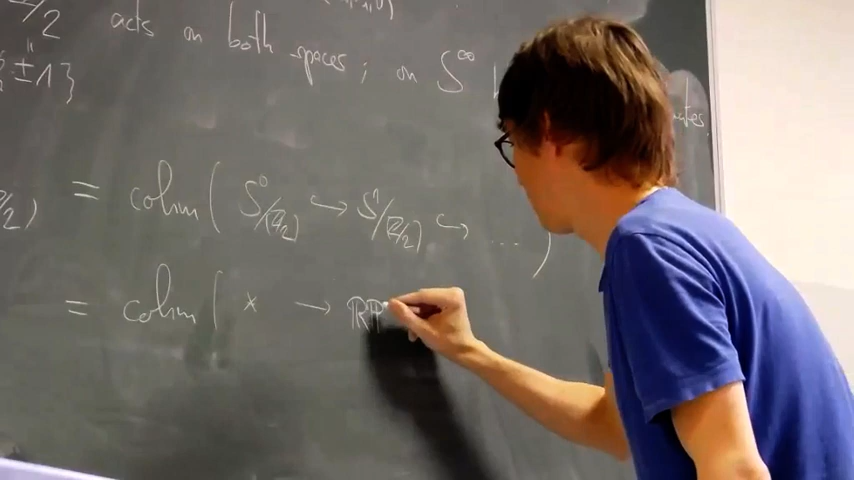 /2 acts on both spaces; on S^∞
{±1}
/2) = colim ( S⁰/(ℤ/2) ↪ S¹/(ℤ/2) ↪ ... )
= colim ( * → ℝP